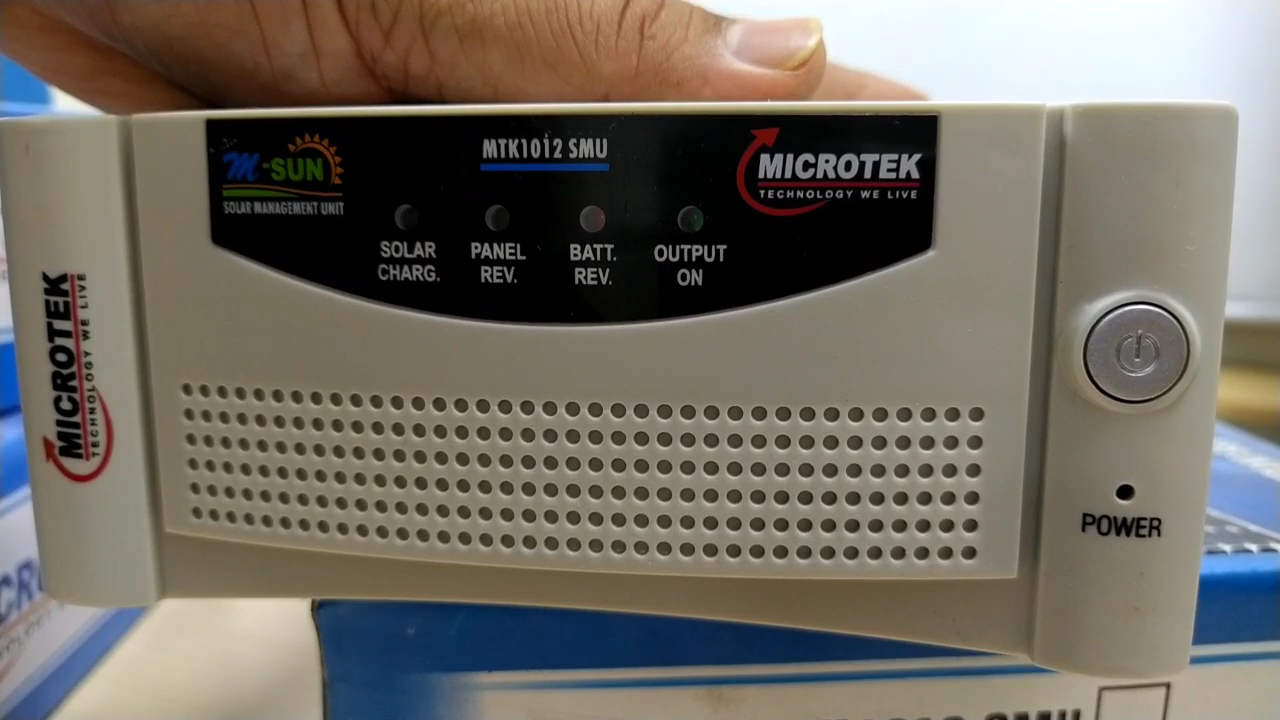 M-SUN
SOLAR MANAGEMENT UNIT
MTK1012 SMU
MICROTEK
TECHNOLOGY WE LIVE
SOLAR
CHARG.
PANEL
REV.
BATT.
REV.
OUTPUT
ON
MICROTEK
TECHNOLOGY WE LIVE
POWER
SMU